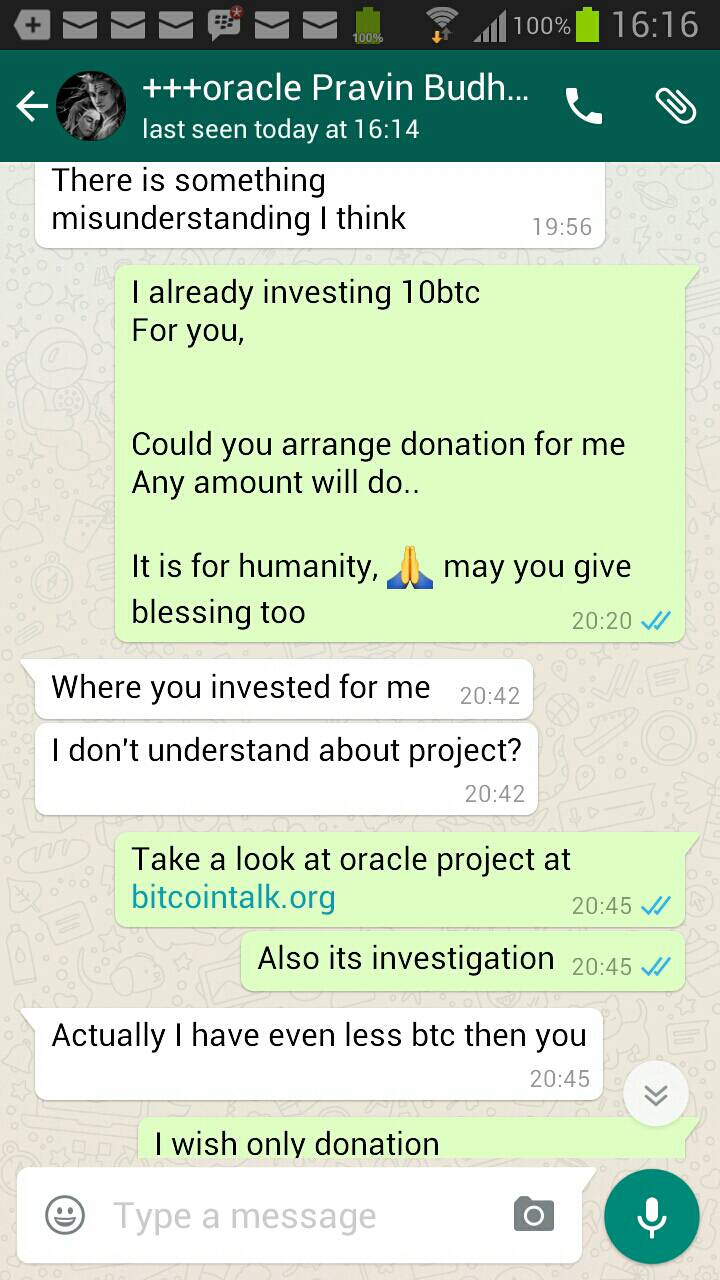 100%
100%
16:16
+++oracle Pravin Budh...
last seen today at 16:14
There is something
misunderstanding I think
19:56
I already investing 10btc
For you,
Could you arrange donation for me
Any amount will do..
It is for humanity, 🙏 may you give
blessing too
20:20
Where you invested for me
20:42
I don't understand about project?
20:42
Take a look at oracle project at
bitcointalk.org
20:45
Also its investigation
20:45
Actually I have even less btc then you
20:45
I wish only donation
Type a message